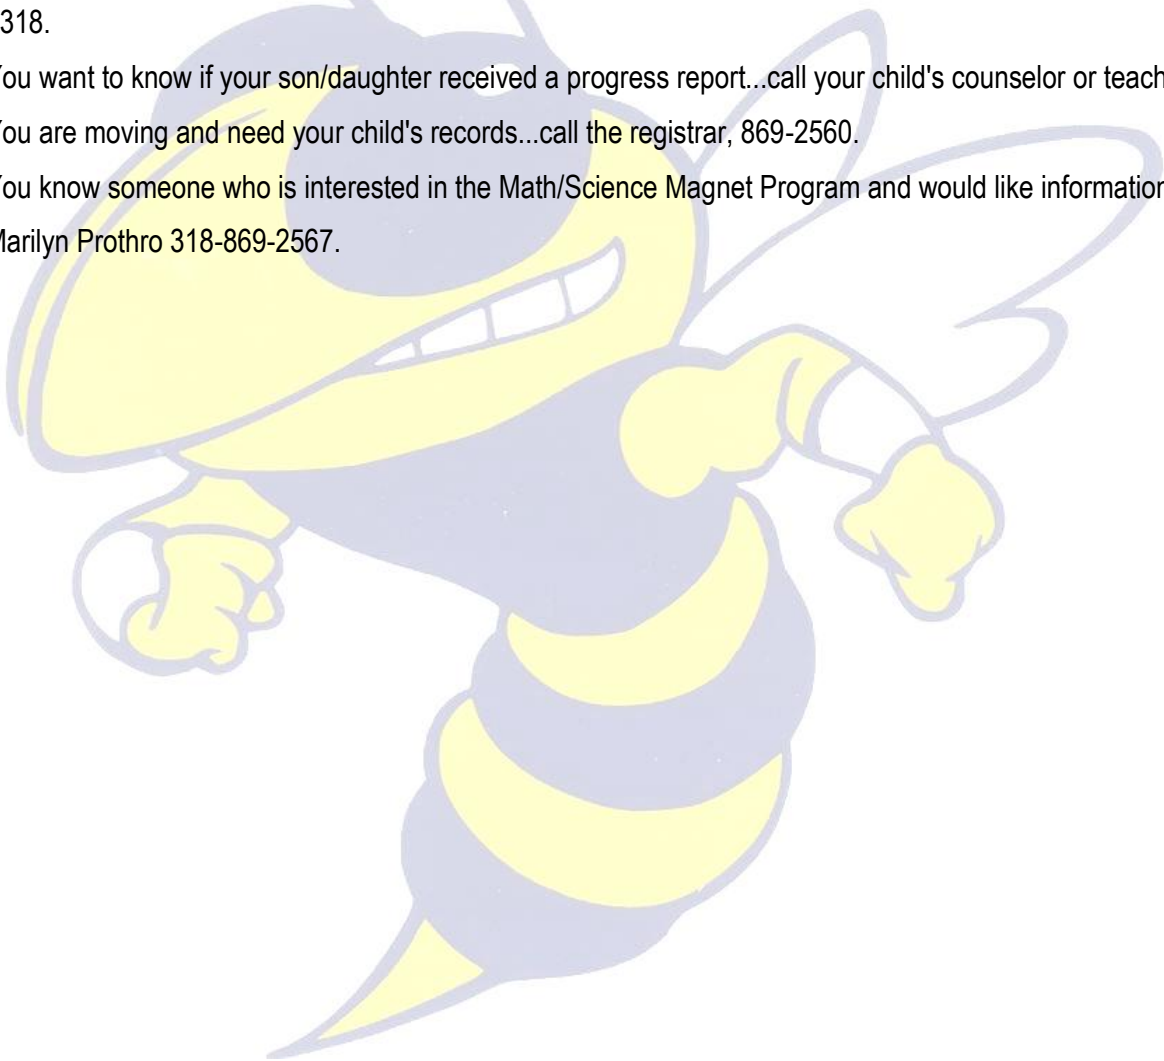 318.
You want to know if your son/daughter received a progress report...call your child's counselor or teach
You are moving and need your child's records...call the registrar, 869-2560.
You know someone who is interested in the Math/Science Magnet Program and would like information
Marilyn Prothro 318-869-2567.